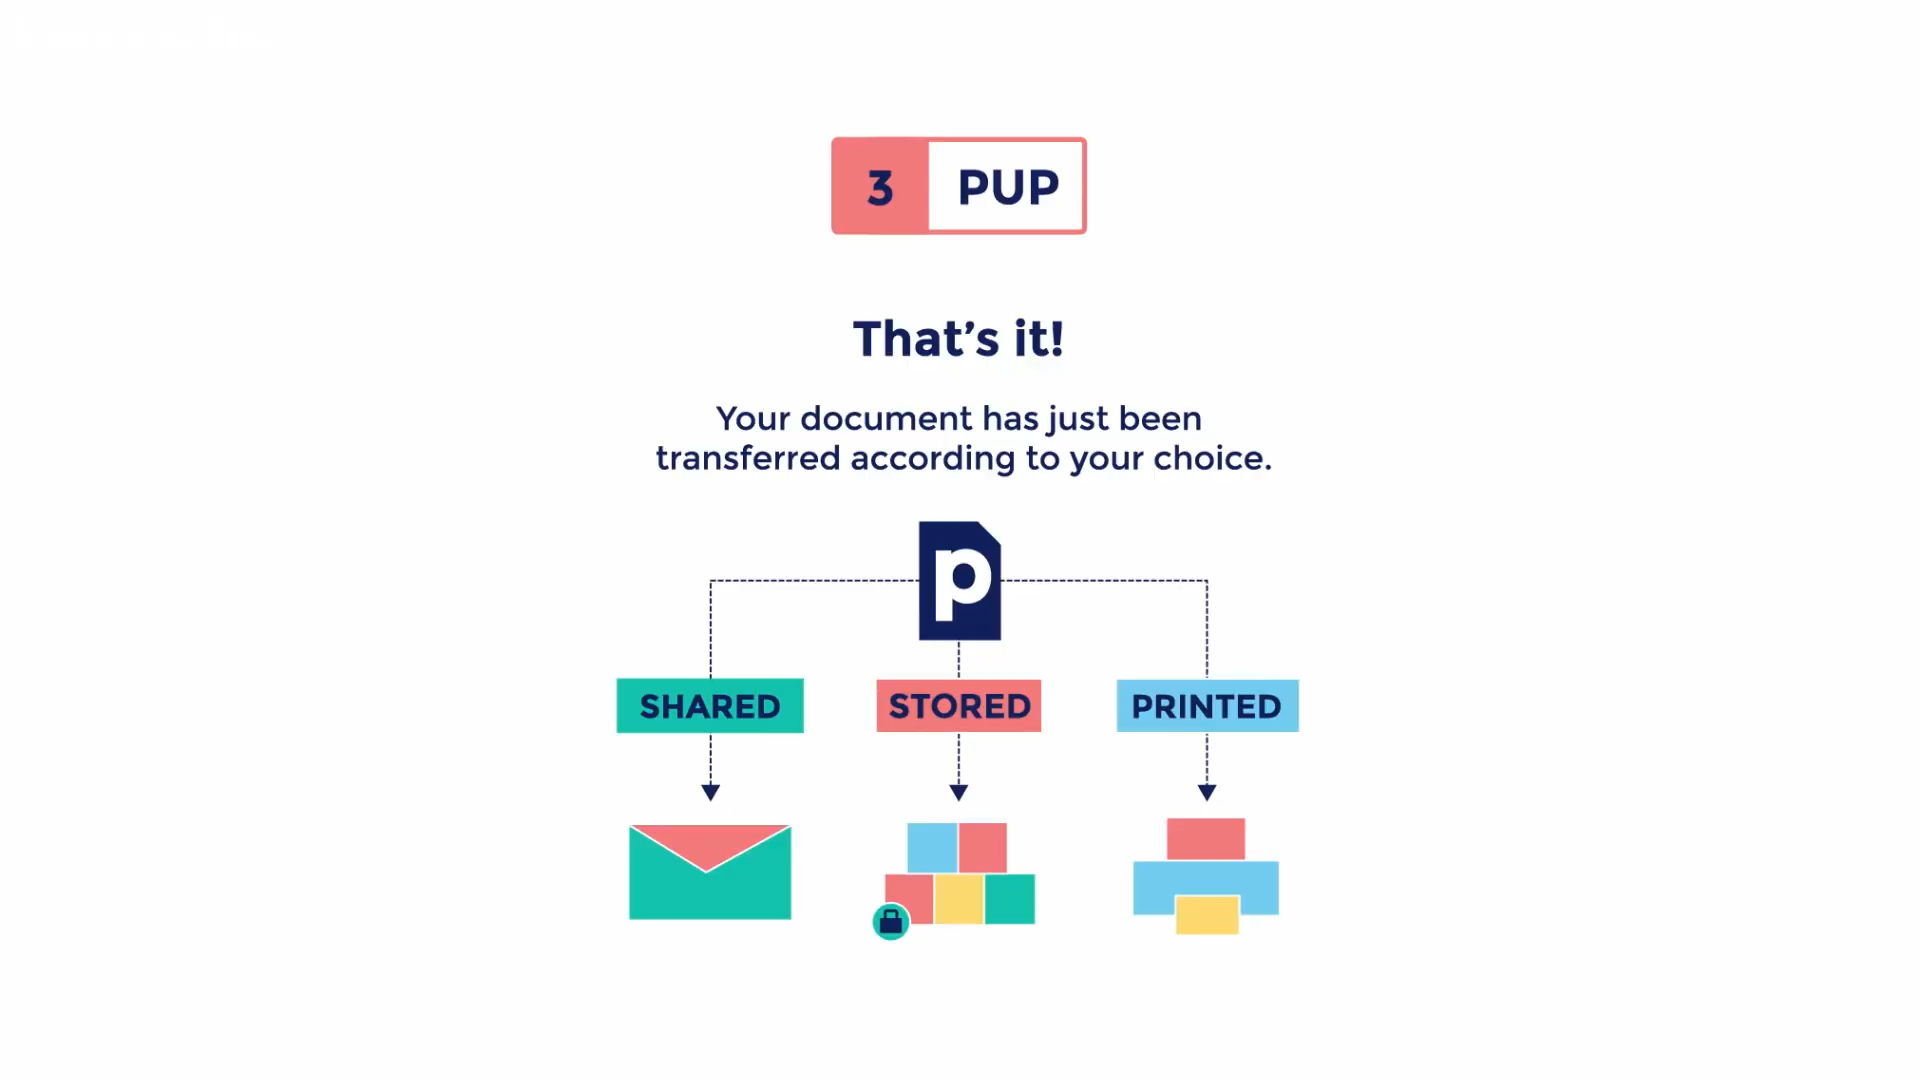 3 PUP
That's it!
Your document has just been
transferred according to your choice.
p
SHARED STORED PRINTED